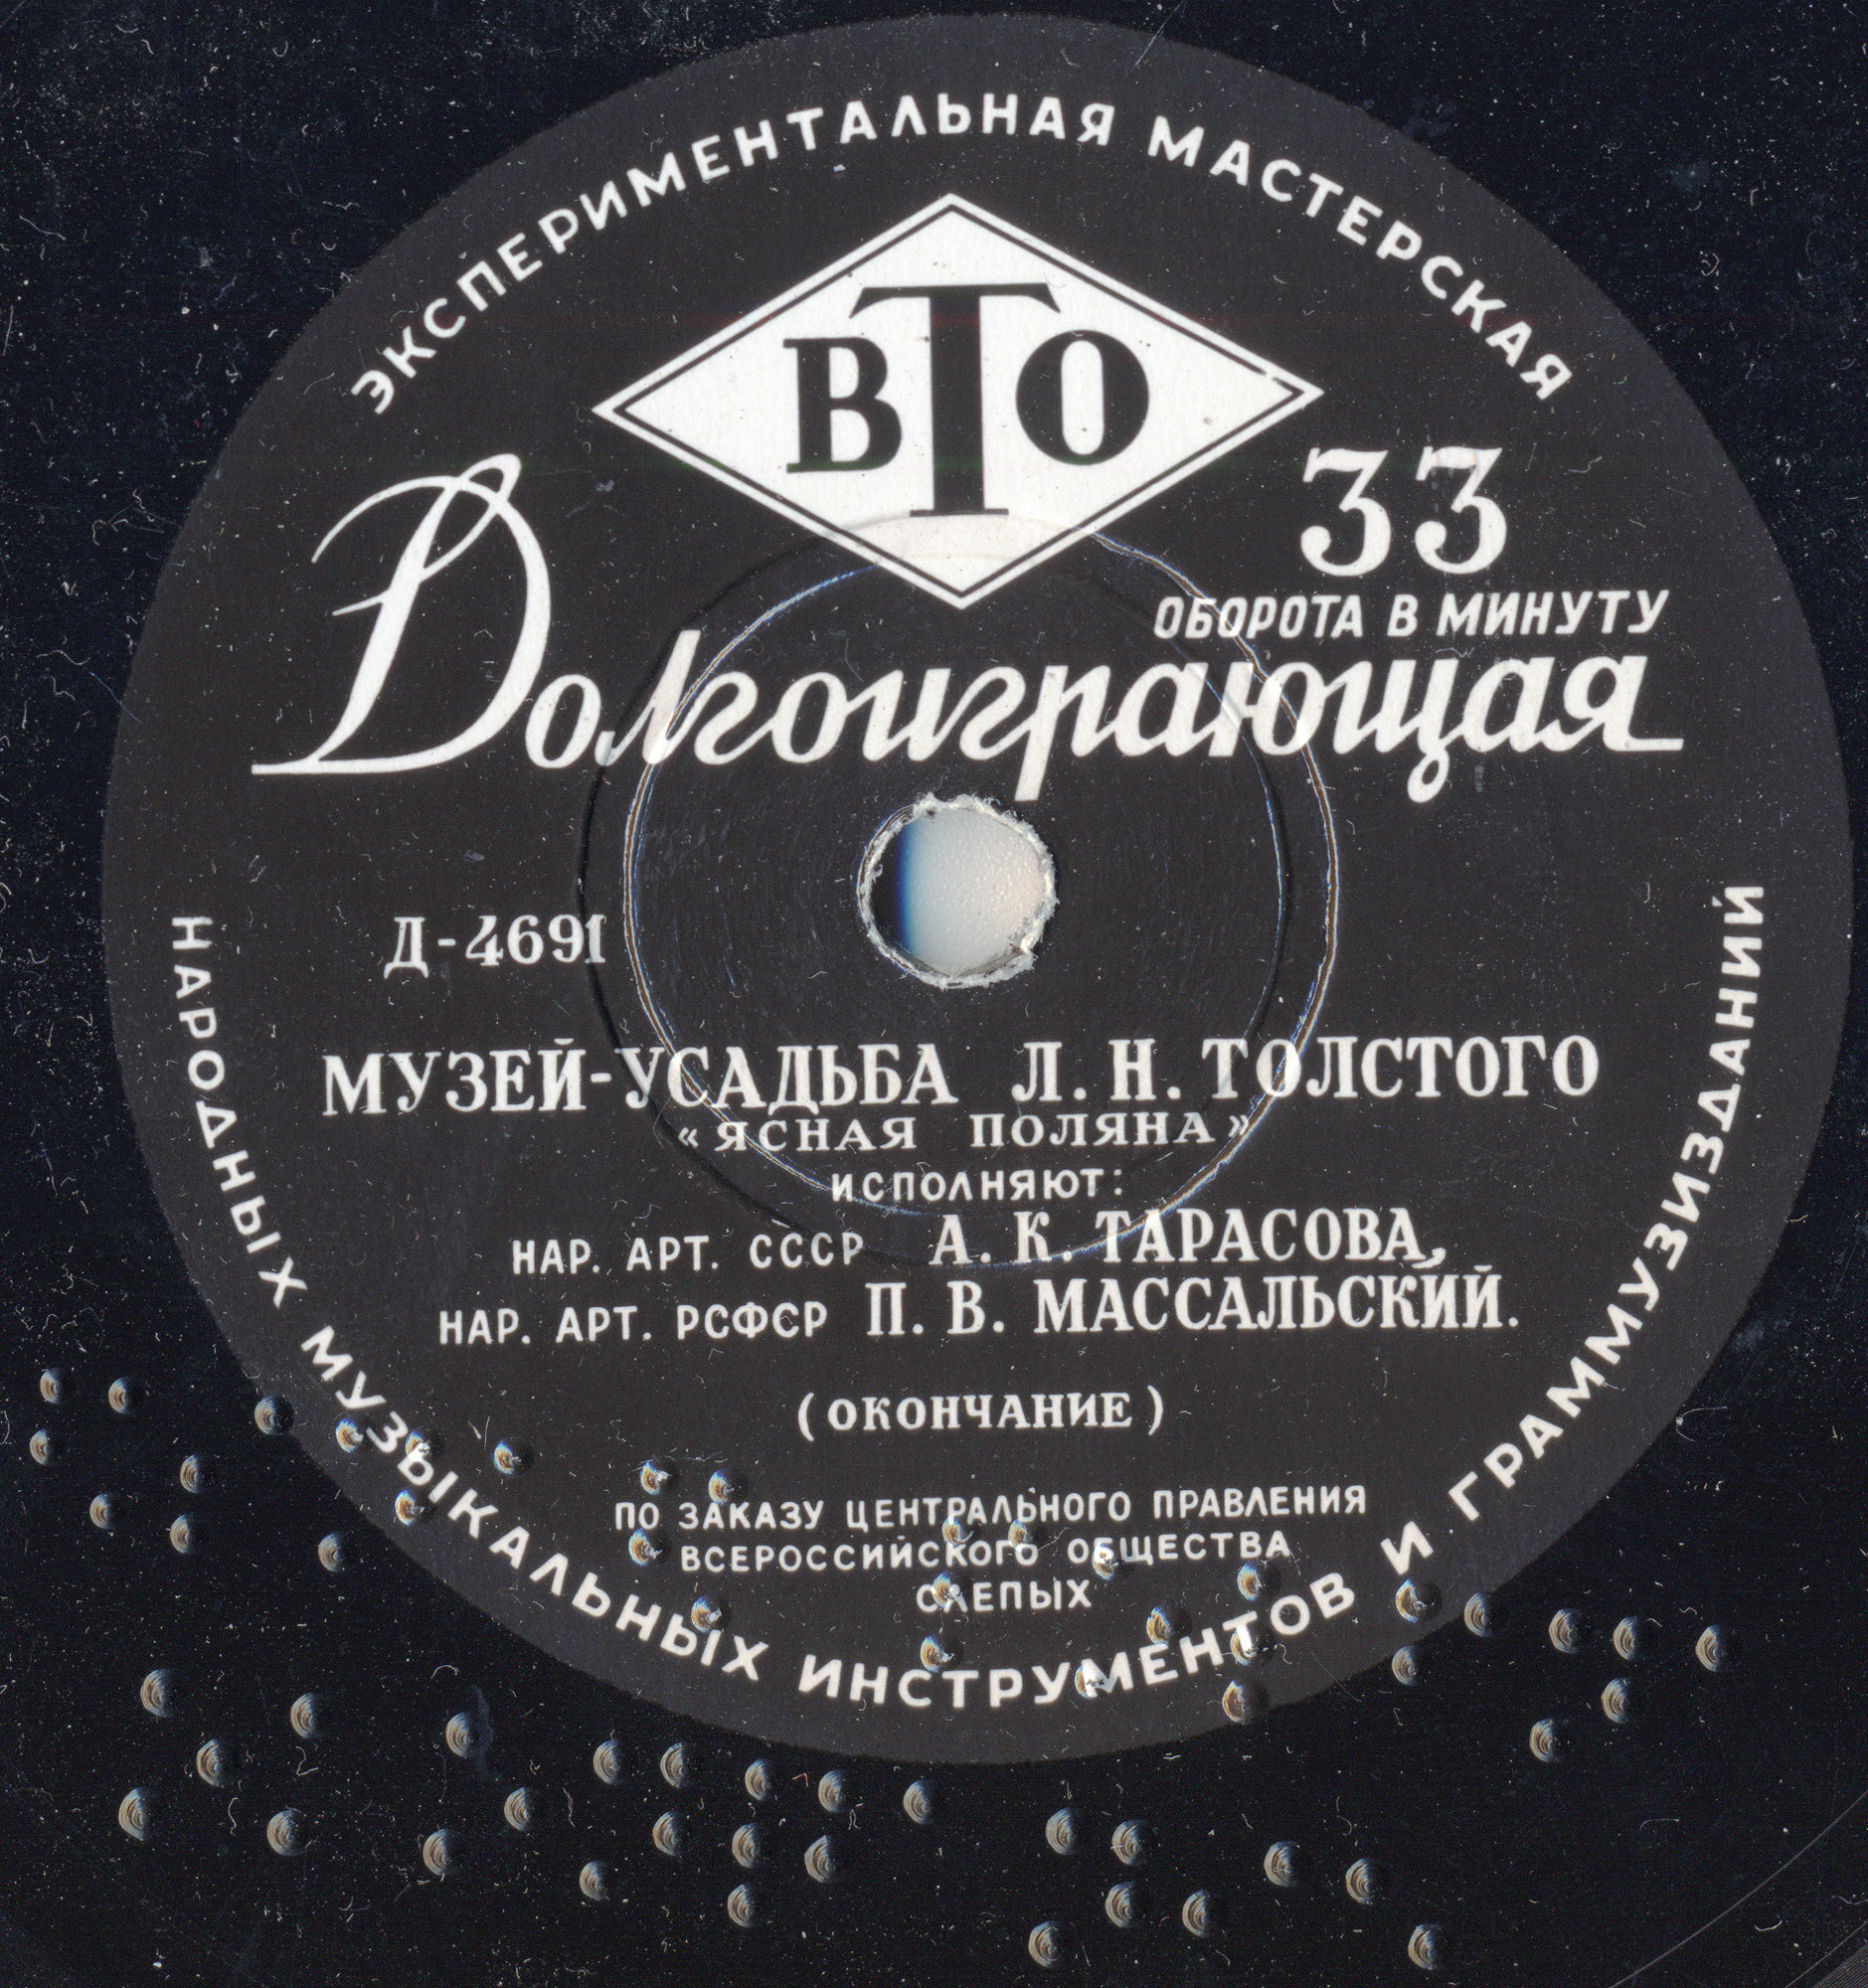 ЭКСПЕРИМЕНТАЛЬНАЯ МАСТЕРСКАЯ
ВТО
33
ОБОРОТА В МИНУТУ
Долгоиграющая
Д-4691
МУЗЕЙ-УСАДЬБА Л. Н. ТОЛСТОГО
«ЯСНАЯ ПОЛЯНА»
ИСПОЛНЯЮТ:
НАР. АРТ. СССР А. К. ТАРАСОВА,
НАР. АРТ. РСФСР П. В. МАССАЛЬСКИЙ.
(ОКОНЧАНИЕ)
ПО ЗАКАЗУ ЦЕНТРАЛЬНОГО ПРАВЛЕНИЯ
ВСЕРОССИЙСКОГО ОБЩЕСТВА
СЛЕПЫХ
НАРОДНЫХ МУЗЫКАЛЬНЫХ ИНСТРУМЕНТОВ И ГРАММУЗИЗДАНИЙ